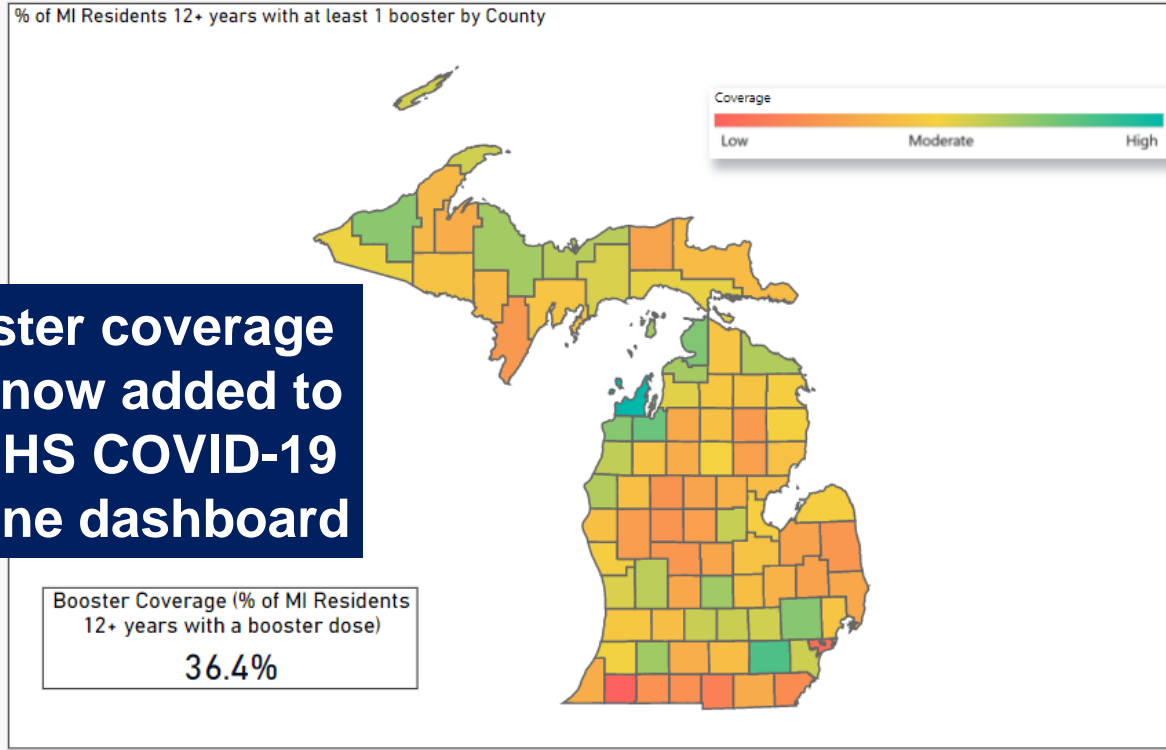 % of MI Residents 12+ years with at least 1 booster by County
Coverage
Low Moderate High
ster coverage
now added to
HS COVID-19
ne dashboard
Booster Coverage (% of MI Residents
12+ years with a booster dose)
36.4%